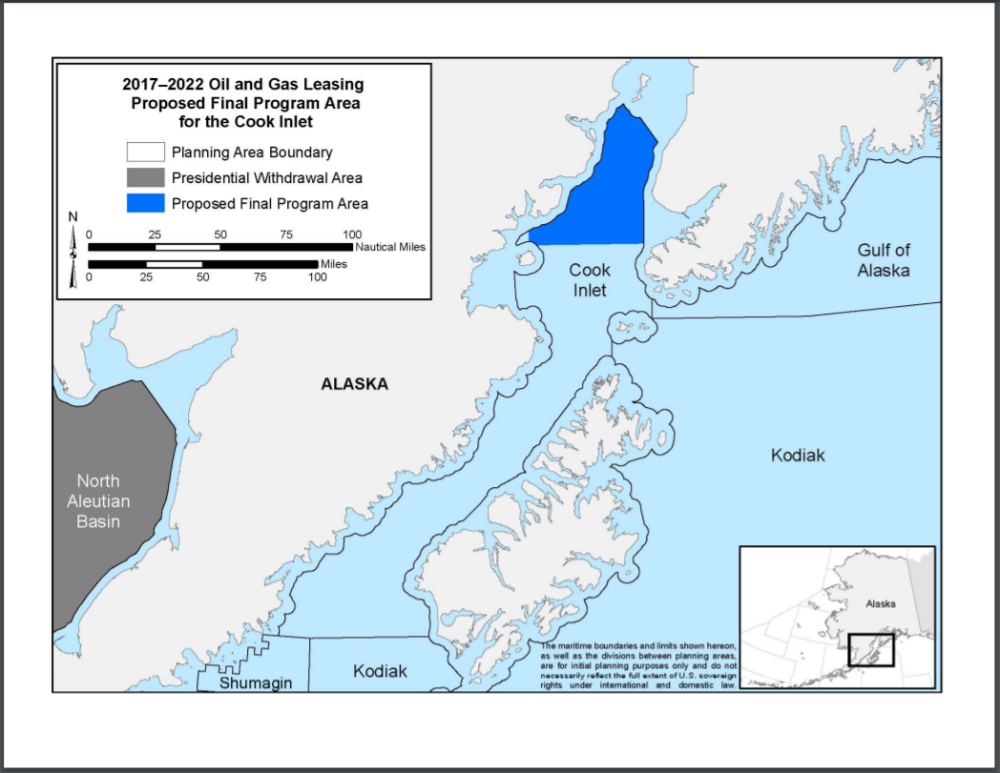 2017–2022 Oil and Gas Leasing
Proposed Final Program Area
for the Cook Inlet
Planning Area Boundary
Presidential Withdrawal Area
Proposed Final Program Area
N
0 25 50 75 100
Nautical Miles
Miles
0 25 50 75 100
Cook
Inlet
Gulf of
Alaska
ALASKA
Kodiak
North
Aleutian
Basin
Alaska
The maritime boundaries and limits shown hereon,
as well as the divisions between planning areas,
are for initial planning purposes only and do not
necessarily reflect the full extent of U.S. sovereign
rights under international and domestic law.
Kodiak
Shumagin